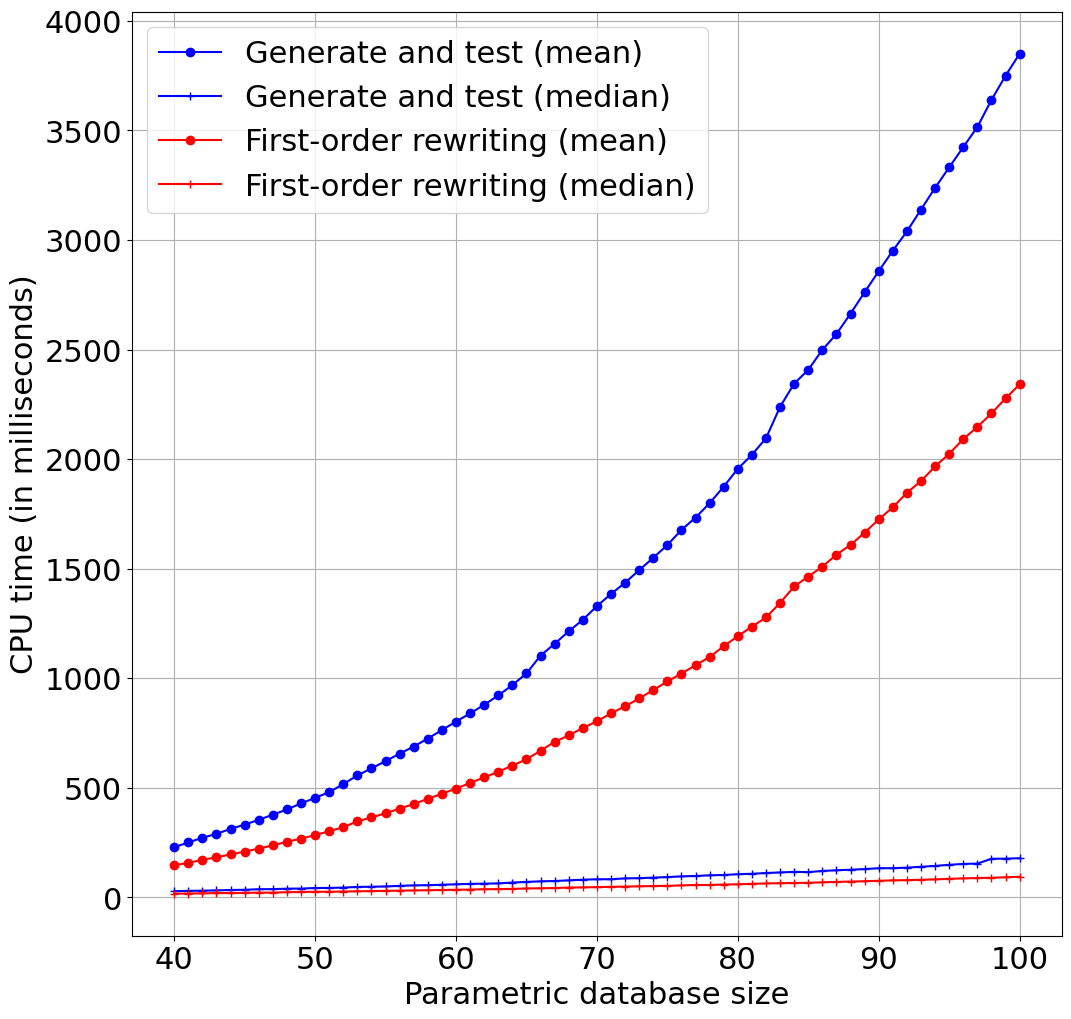 Generate and test (mean)
Generate and test (median)
First-order rewriting (mean)
First-order rewriting (median)
CPU time (in milliseconds)
4000
3500
3000
2500
2000
1500
1000
500
0
40 50 60 70 80 90 100
Parametric database size